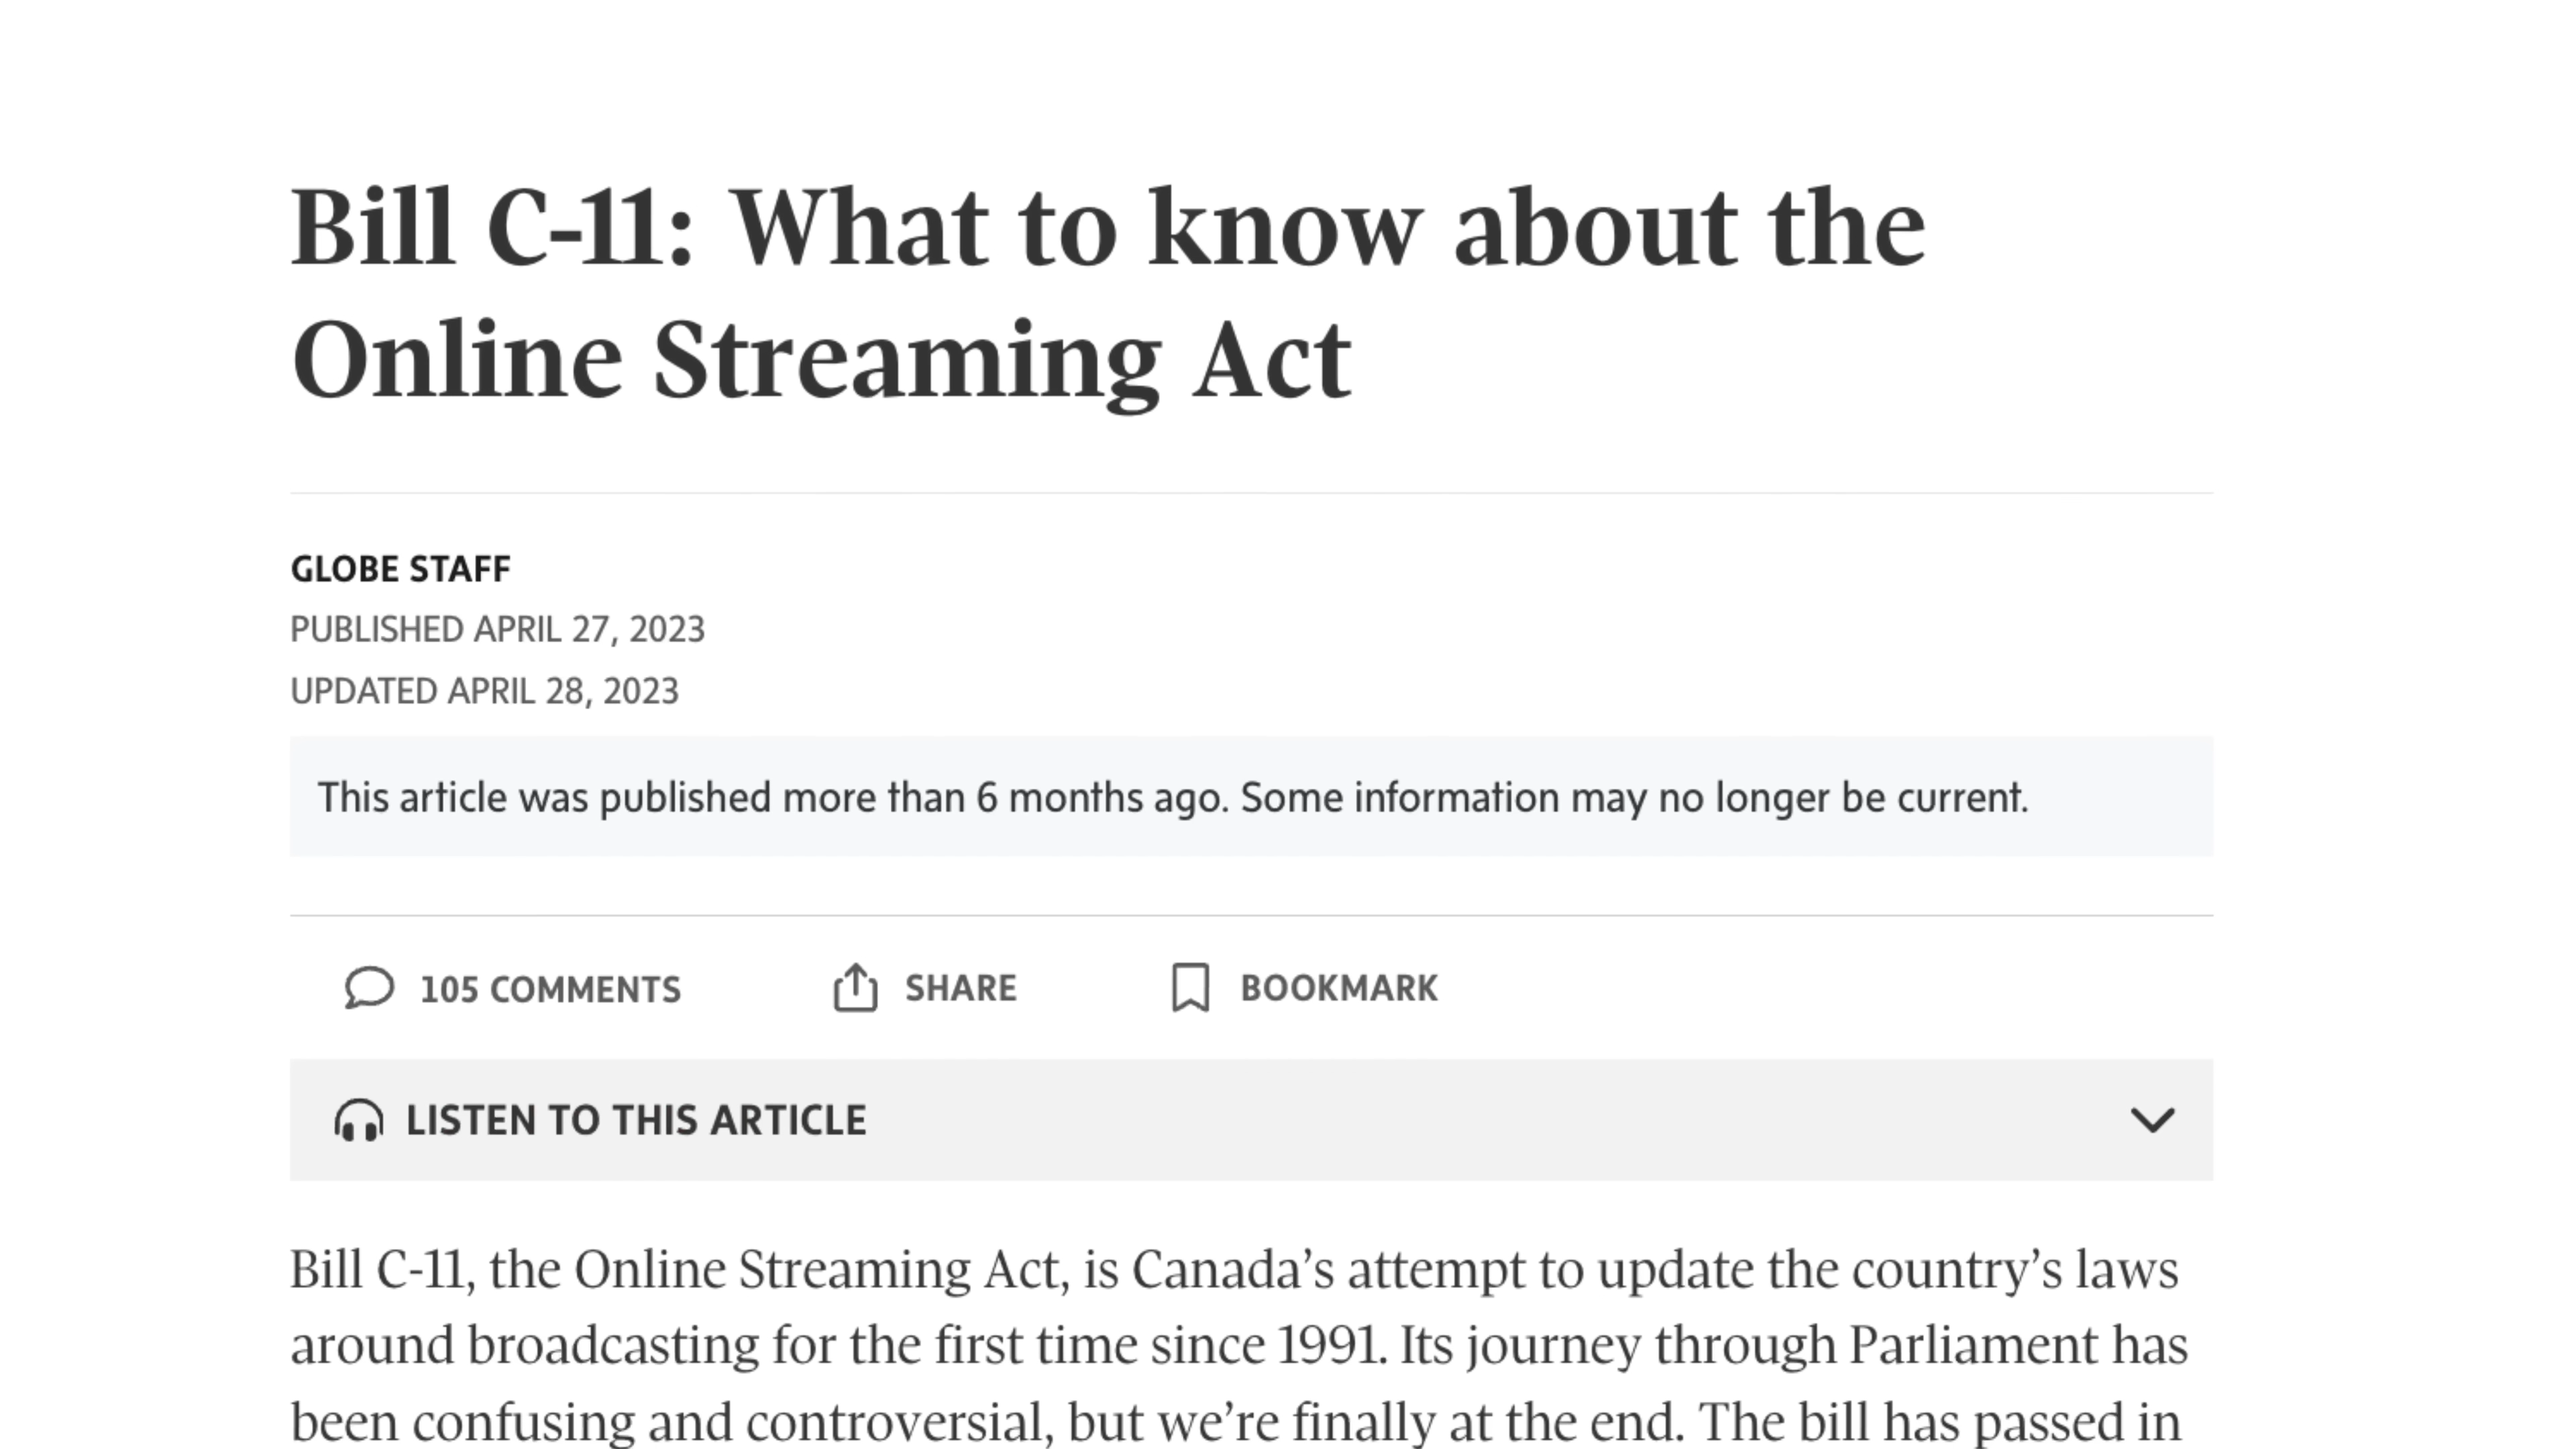 Bill C-11: What to know about the
Online Streaming Act
GLOBE STAFF
PUBLISHED APRIL 27, 2023
UPDATED APRIL 28, 2023
This article was published more than 6 months ago. Some information may no longer be current.
105 COMMENTS SHARE BOOKMARK
LISTEN TO THIS ARTICLE
Bill C-11, the Online Streaming Act, is Canada’s attempt to update the country’s laws
around broadcasting for the first time since 1991. Its journey through Parliament has
been confusing and controversial, but we’re finally at the end. The bill has passed in